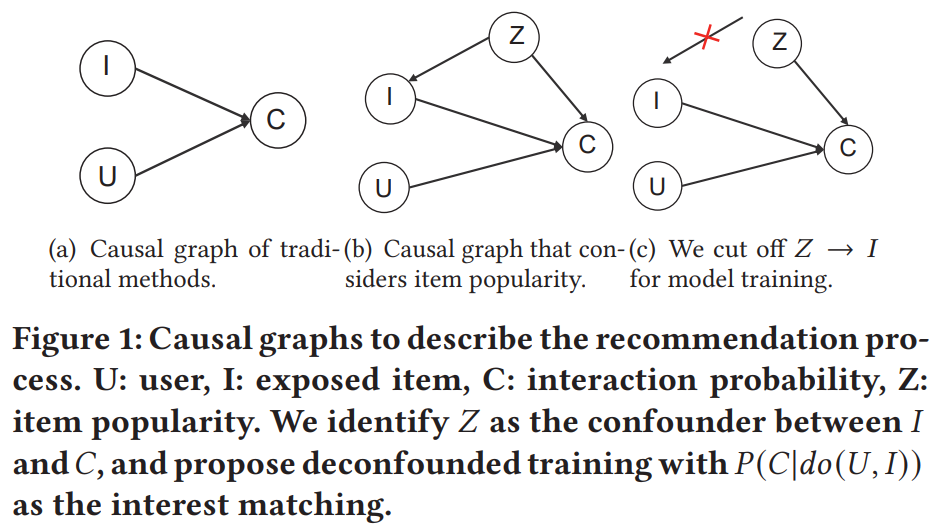 I
U
C
Z
I
U
C
Z
I
U
C
(a) Causal graph of tradi-
tional methods.
(b) Causal graph that con-
siders item popularity.
(c) We cut off Z → I
for model training.
Figure 1: Causal graphs to describe the recommendation pro-
cess. U: user, I: exposed item, C: interaction probability, Z:
item popularity. We identify Z as the confounder between I
and C, and propose deconfounded training with P(C|do(U, I))
as the interest matching.